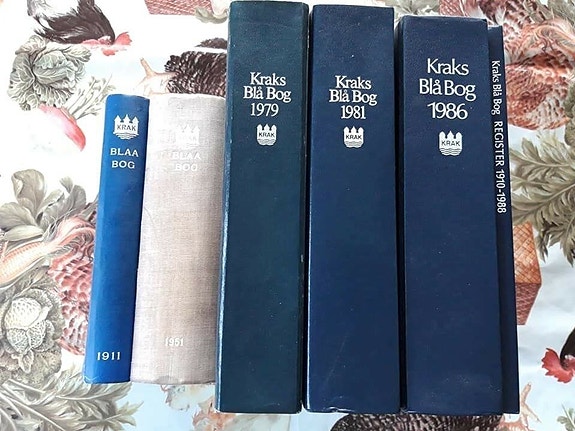 KRAK
BLAA
BOG
1911
KRAK
BLAA
BOG
1951
Kraks
Blå Bog
1979
KRAK
Kraks
Blå Bog
1981
KRAK
Kraks
Blå Bog
1986
KRAK
Kraks Blå Bog REGISTER 1910-1988